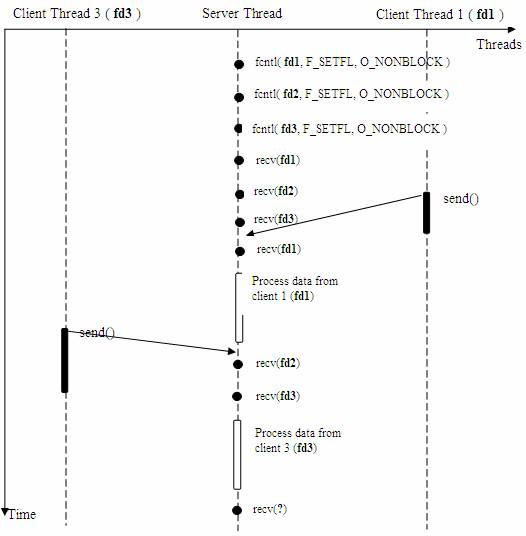 Client Thread 3 ( fd3) Server Thread Client Thread 1 ( fd1 )
Threads
fcntl( fd1, F_SETFL, O_NONBLOCK )
fcntl( fd2, F_SETFL, O_NONBLOCK )
fcntl( fd3, F_SETFL, O_NONBLOCK )
recv(fd1)
recv(fd2)
send()
recv(fd3)
recv(fd1)
Process data from
client 1 (fd1)
send()
recv(fd2)
recv(fd3)
Process data from
client 3 (fd3)
recv(?)
Time